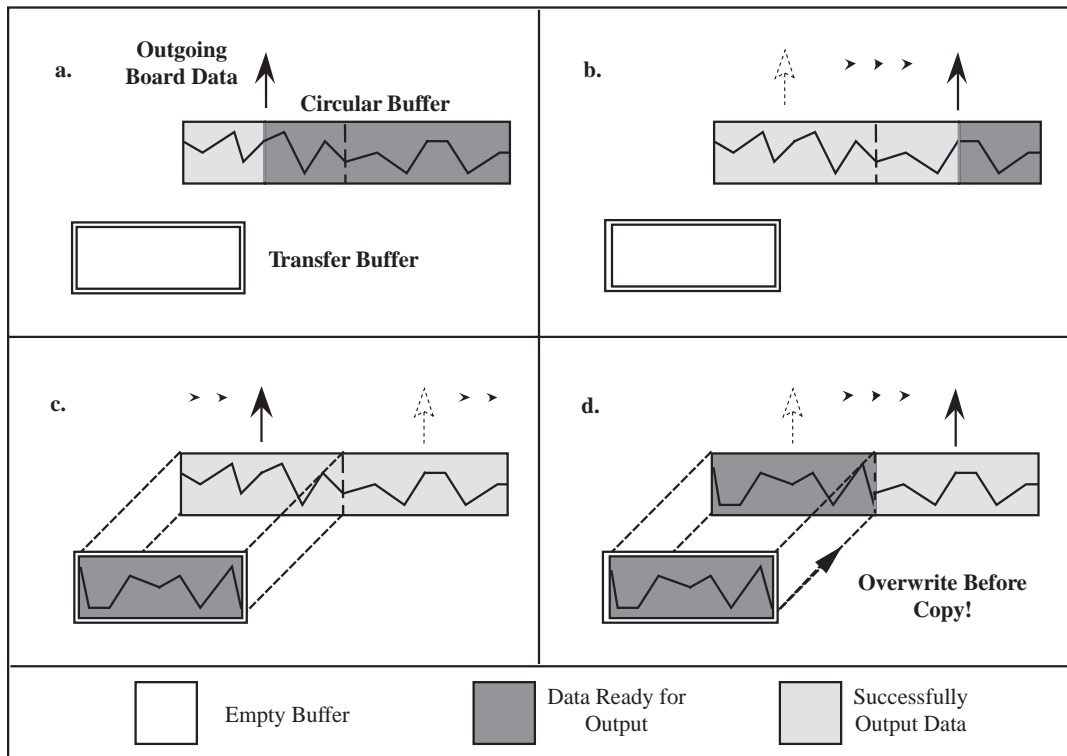 a.
Outgoing
Board Data
Circular Buffer
Transfer Buffer
b.
c.
d.
Overwrite Before
Copy!
Empty Buffer
Data Ready for
Output
Successfully
Output Data